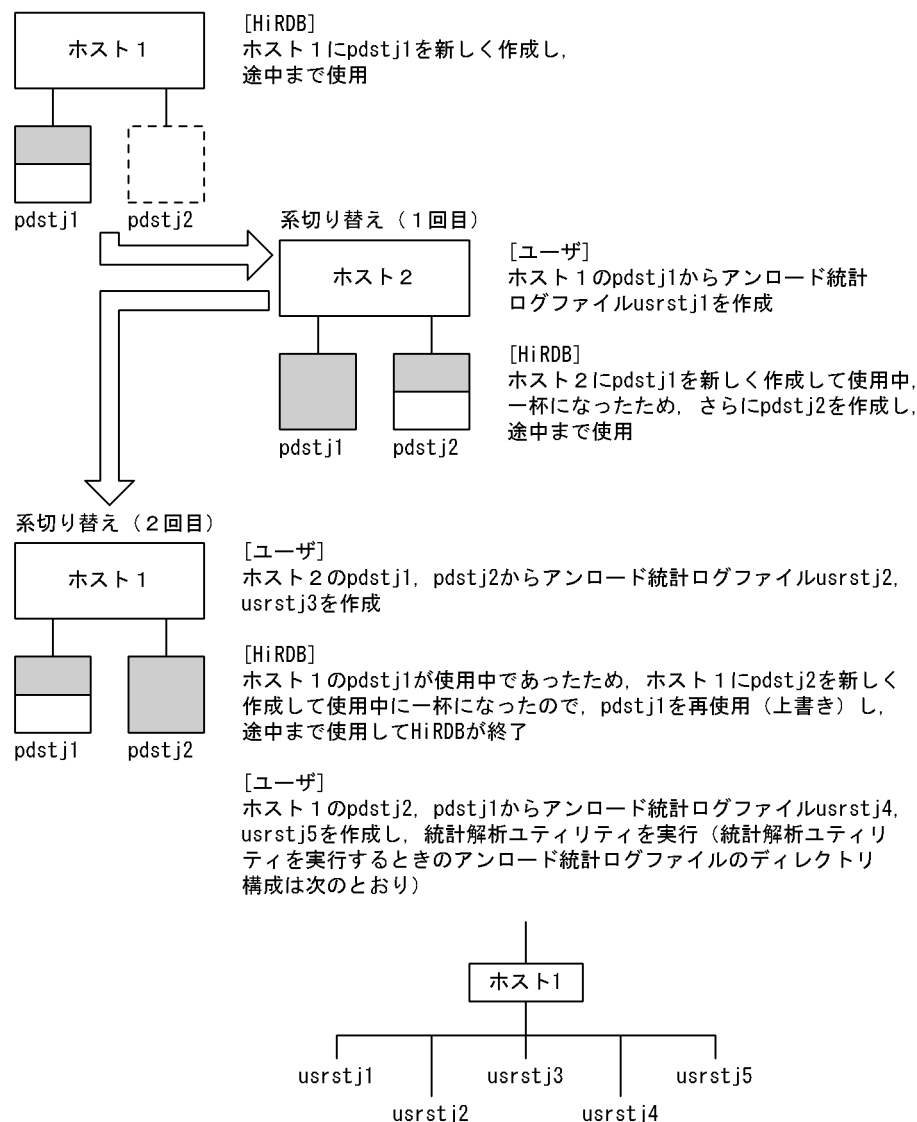 ホスト１
[HiRDB]
ホスト１にpdstj1を新しく作成し，
途中まで使用
pdstj1
pdstj2
系切り替え（１回目）
ホスト２
[ユーザ]
ホスト１のpdstj1からアンロード統計
ログファイルusrstj1を作成
[HiRDB]
ホスト２にpdstj1を新しく作成して使用中，
一杯になったため，さらにpdstj2を作成し，
途中まで使用
pdstj1
pdstj2
系切り替え（２回目）
ホスト１
[ユーザ]
ホスト２のpdstj1，pdstj2からアンロード統計ログファイルusrstj2，
usrstj3を作成
[HiRDB]
ホスト１のpdstj1が使用中であったため，ホスト１にpdstj2を新しく
作成して使用中に一杯になったので，pdstj1を再使用（上書き）し，
途中まで使用してHiRDBが終了
pdstj1
pdstj2
[ユーザ]
ホスト１のpdstj2，pdstj1からアンロード統計ログファイルusrstj4，
usrstj5を作成し，統計解析ユティリティを実行（統計解析ユティリ
ティを実行するときのアンロード統計ログファイルのディレクトリ
構成は次のとおり）
ホスト1
usrstj1
usrstj3
usrstj5
usrstj2
usrstj4